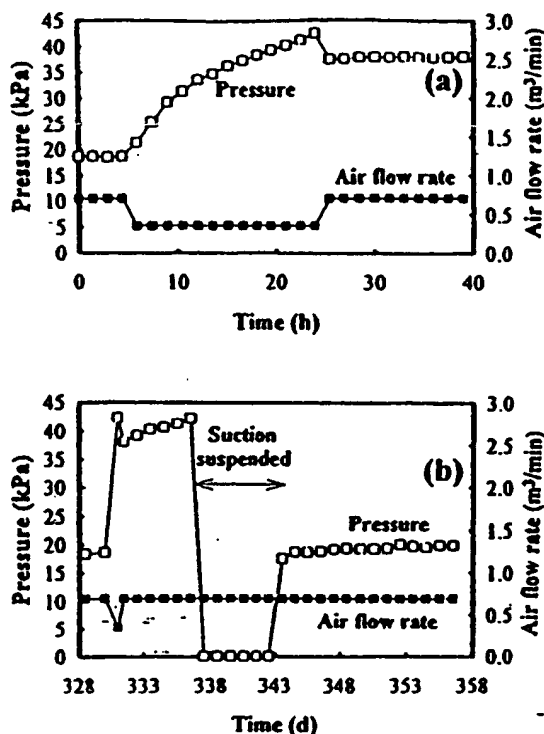 45
40
35
30
25
20
15
10
5
0
Pressure (kPa)
3.0
2.5
2.0
1.5
1.0
0.5
0.0
Air flow rate (m³/min)
(a)
Pressure
Air flow rate
0 10 20 30 40
Time (h)
45
40
35
30
25
20
15
10
5
0
Pressure (kPa)
3.0
2.5
2.0
1.5
1.0
0.5
0.0
Air flow rate (m³/min)
Suction
suspended
(b)
Pressure
Air flow rate
328 333 338 343 348 353 358
Time (d)